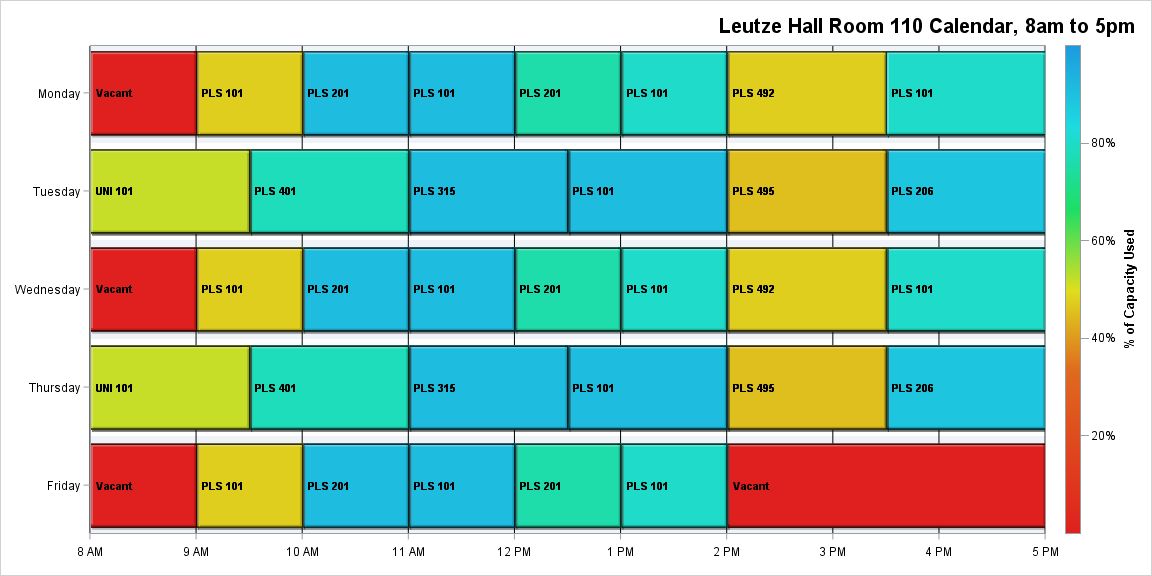 Leutze Hall Room 110 Calendar, 8am to 5pm
Monday
Vacant
PLS 101
PLS 201
PLS 101
PLS 201
PLS 101
PLS 492
PLS 101
Tuesday
UNI 101
PLS 401
PLS 315
PLS 101
PLS 495
PLS 206
Wednesday
Vacant
PLS 101
PLS 201
PLS 101
PLS 201
PLS 101
PLS 492
PLS 101
Thursday
UNI 101
PLS 401
PLS 315
PLS 101
PLS 495
PLS 206
Friday
Vacant
PLS 101
PLS 201
PLS 101
PLS 201
PLS 101
Vacant
8 AM
9 AM
10 AM
11 AM
12 PM
1 PM
2 PM
3 PM
4 PM
5 PM
80%
60%
40%
20%
% of Capacity Used